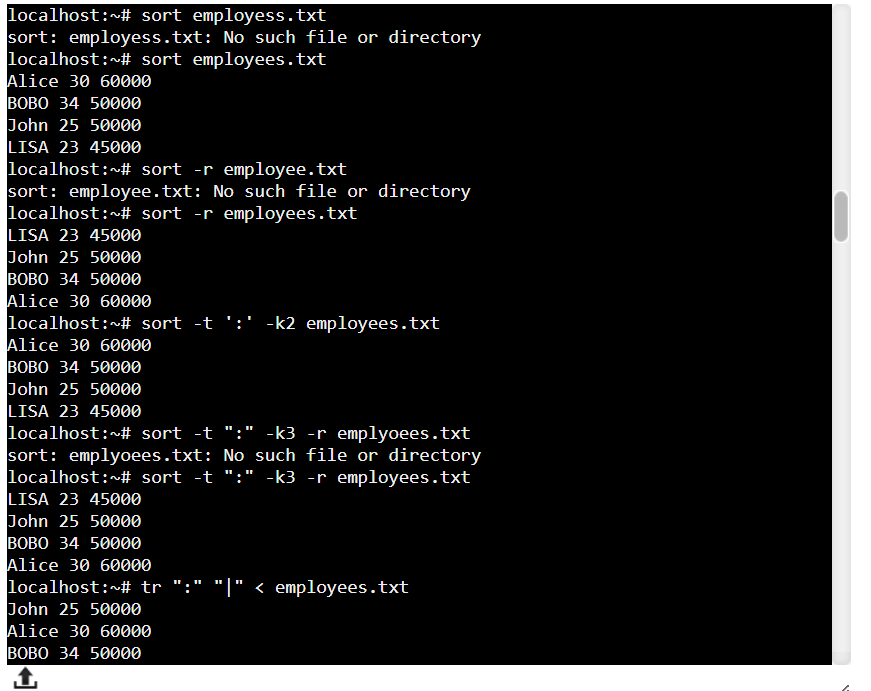 localhost:~# sort employess.txt
sort: employess.txt: No such file or directory
localhost:~# sort employees.txt
Alice 30 60000
BOBO 34 50000
John 25 50000
LISA 23 45000
localhost:~# sort -r employee.txt
sort: employee.txt: No such file or directory
localhost:~# sort -r employees.txt
LISA 23 45000
John 25 50000
BOBO 34 50000
Alice 30 60000
localhost:~# sort -t ':' -k2 employees.txt
Alice 30 60000
BOBO 34 50000
John 25 50000
LISA 23 45000
localhost:~# sort -t ":" -k3 -r emplyoees.txt
sort: emplyoees.txt: No such file or directory
localhost:~# sort -t ":" -k3 -r employees.txt
LISA 23 45000
John 25 50000
BOBO 34 50000
Alice 30 60000
localhost:~# tr ":" "|" < employees.txt
John 25 50000
Alice 30 60000
BOBO 34 50000